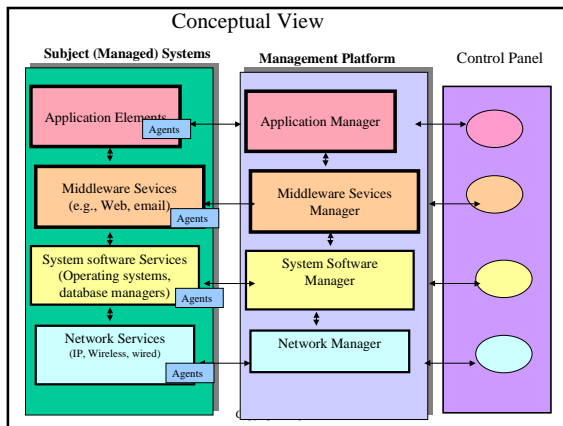 Conceptual View
Subject (Managed) Systems
Management Platform
Control Panel
Application Elements
Agents
Application Manager
Middleware Sevices
(e.g., Web, email)
Agents
Middleware Sevices
Manager
System software Services
(Operating systems,
database managers)
Agents
System Software
Manager
Network Services
(IP, Wireless, wired)
Agents
Network Manager